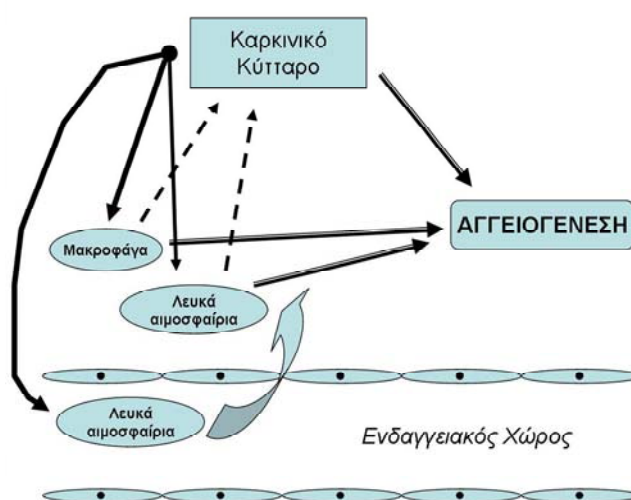 Καρκινικό
Κύτταρο
ΑΓΓΕΙΟΓΕΝΕΣΗ
Μακροφάγα
Λευκά
αιμοσφαίρια
Λευκά
αιμοσφαίρια
Ενδαγγειακός Χώρος